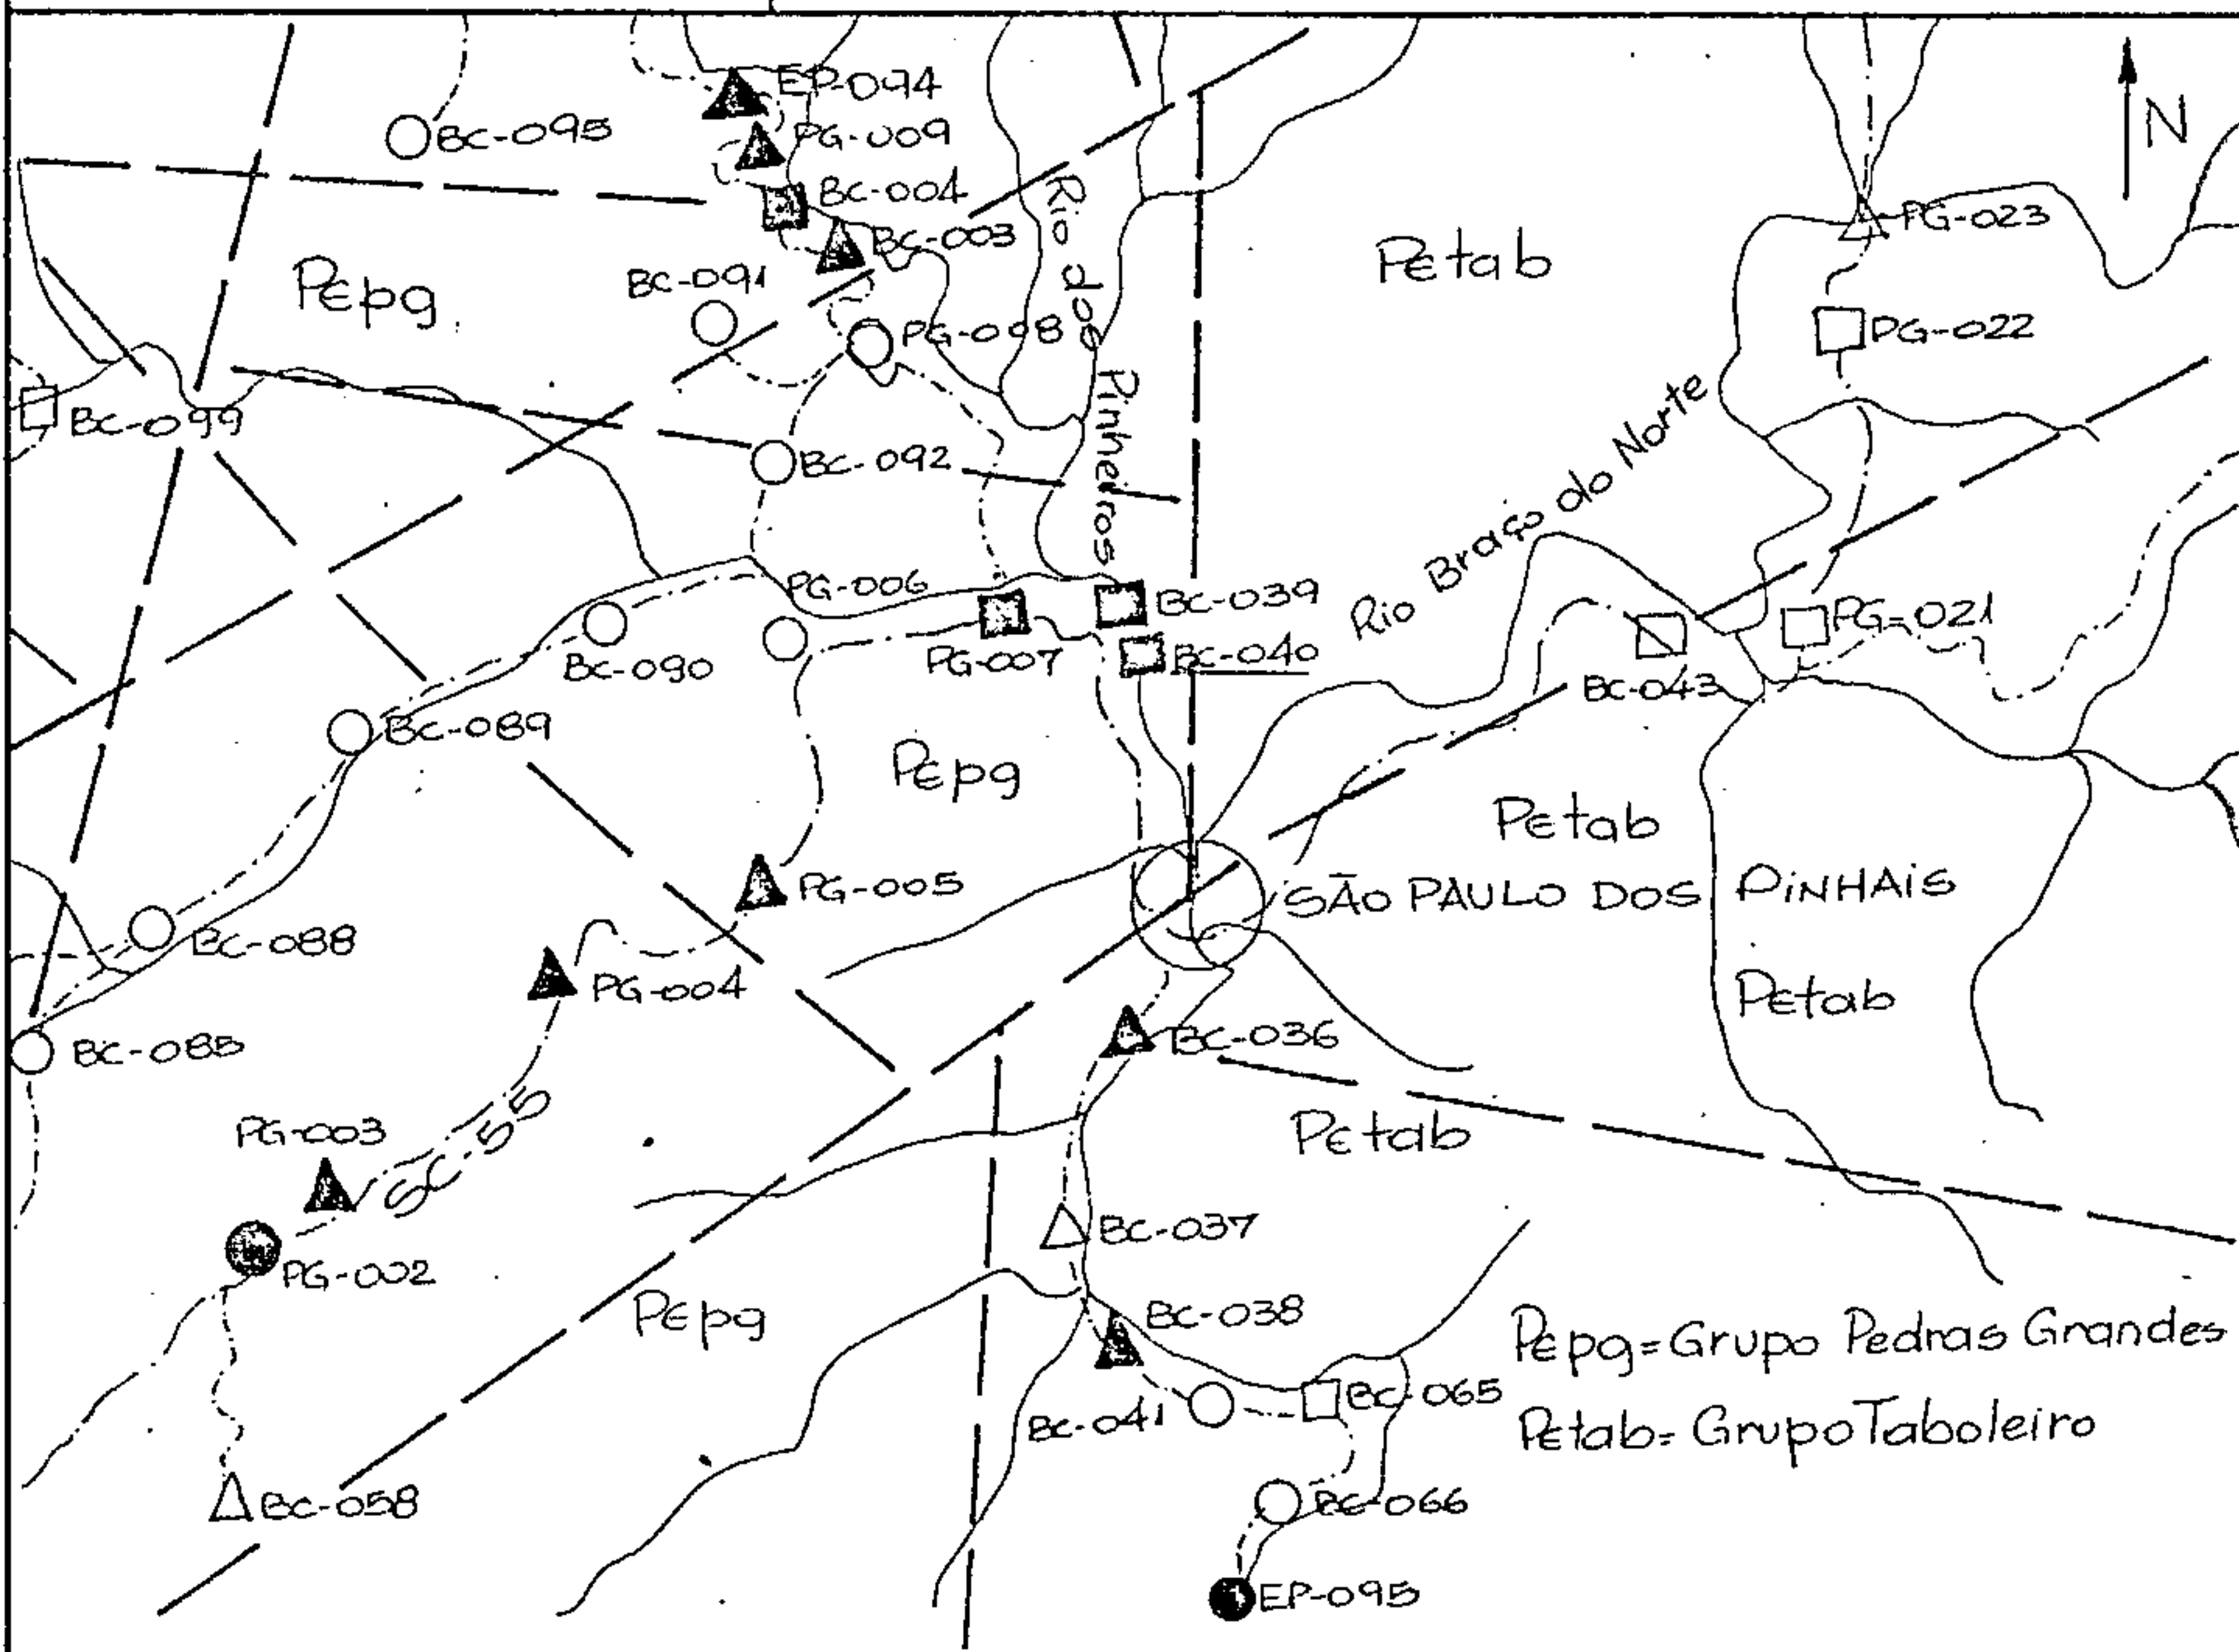 EP-094
BC-095
PG-009
N
BC-004
PG-023
BC-003
Petab
BC-091
Pepg
PG-008
PG-022
Rio dos Pinheiros
BC-099
BC-092
Rio Braço do Norte
PG-006
BC-039
PG-021
BC-090
PG-007
BC-040
BC-043
BC-089
Pepg
Petab
PG-005
SÃO PAULO DOS PINHAIS
BC-088
PG-004
Petab
BC-085
BC-036
PG-003
SC-55
Petab
BC-037
PG-002
Pepg
BC-038
Pepg=Grupo Pedras Grandes
BC-065
BC-041
Petab=Grupo Taboleiro
BC-058
BC-066
EP-095